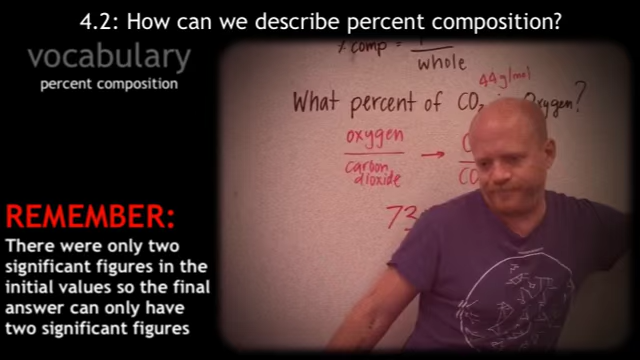 4.2: How can we describe percent composition?
vocabulary
percent composition
% comp =
whole
44g/mol
What percent of CO₂ Oxygen?
oxygen
carbon
dioxide
→
73
REMEMBER:
There were only two
significant figures in the
initial values so the final
answer can only have
two significant figures